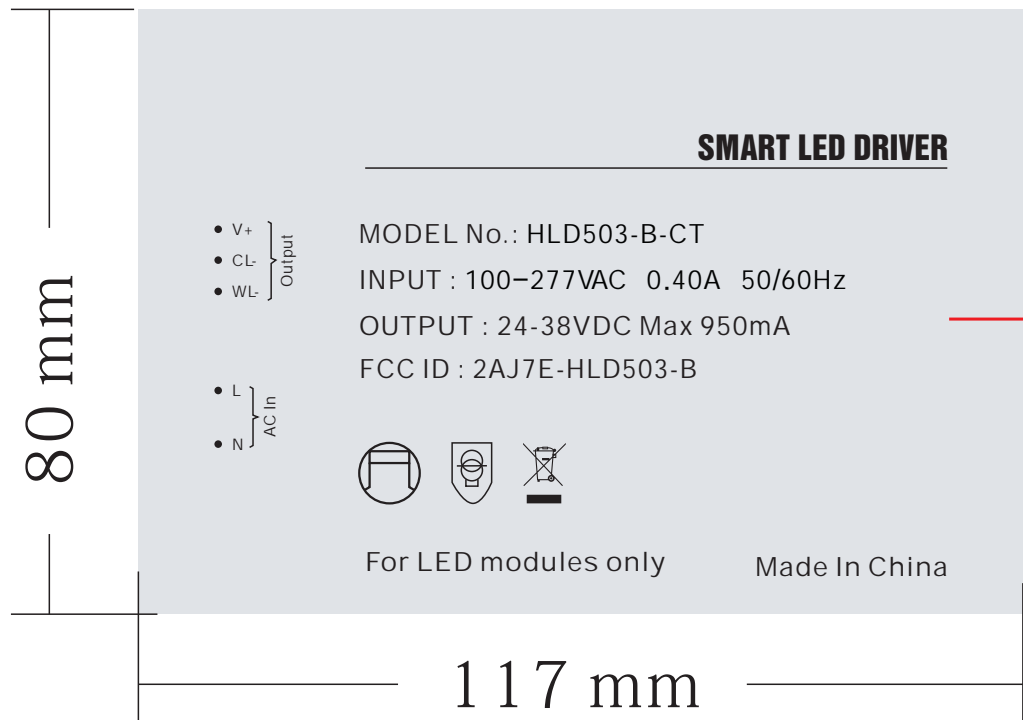 SMART LED DRIVER
V+
CL-
WL-
Output
MODEL No.: HLD503-B-CT
INPUT : 100-277VAC 0.40A 50/60Hz
OUTPUT : 24-38VDC Max 950mA
FCC ID : 2AJ7E-HLD503-B
L
N
AC In
For LED modules only
Made In China
80 mm
117 mm